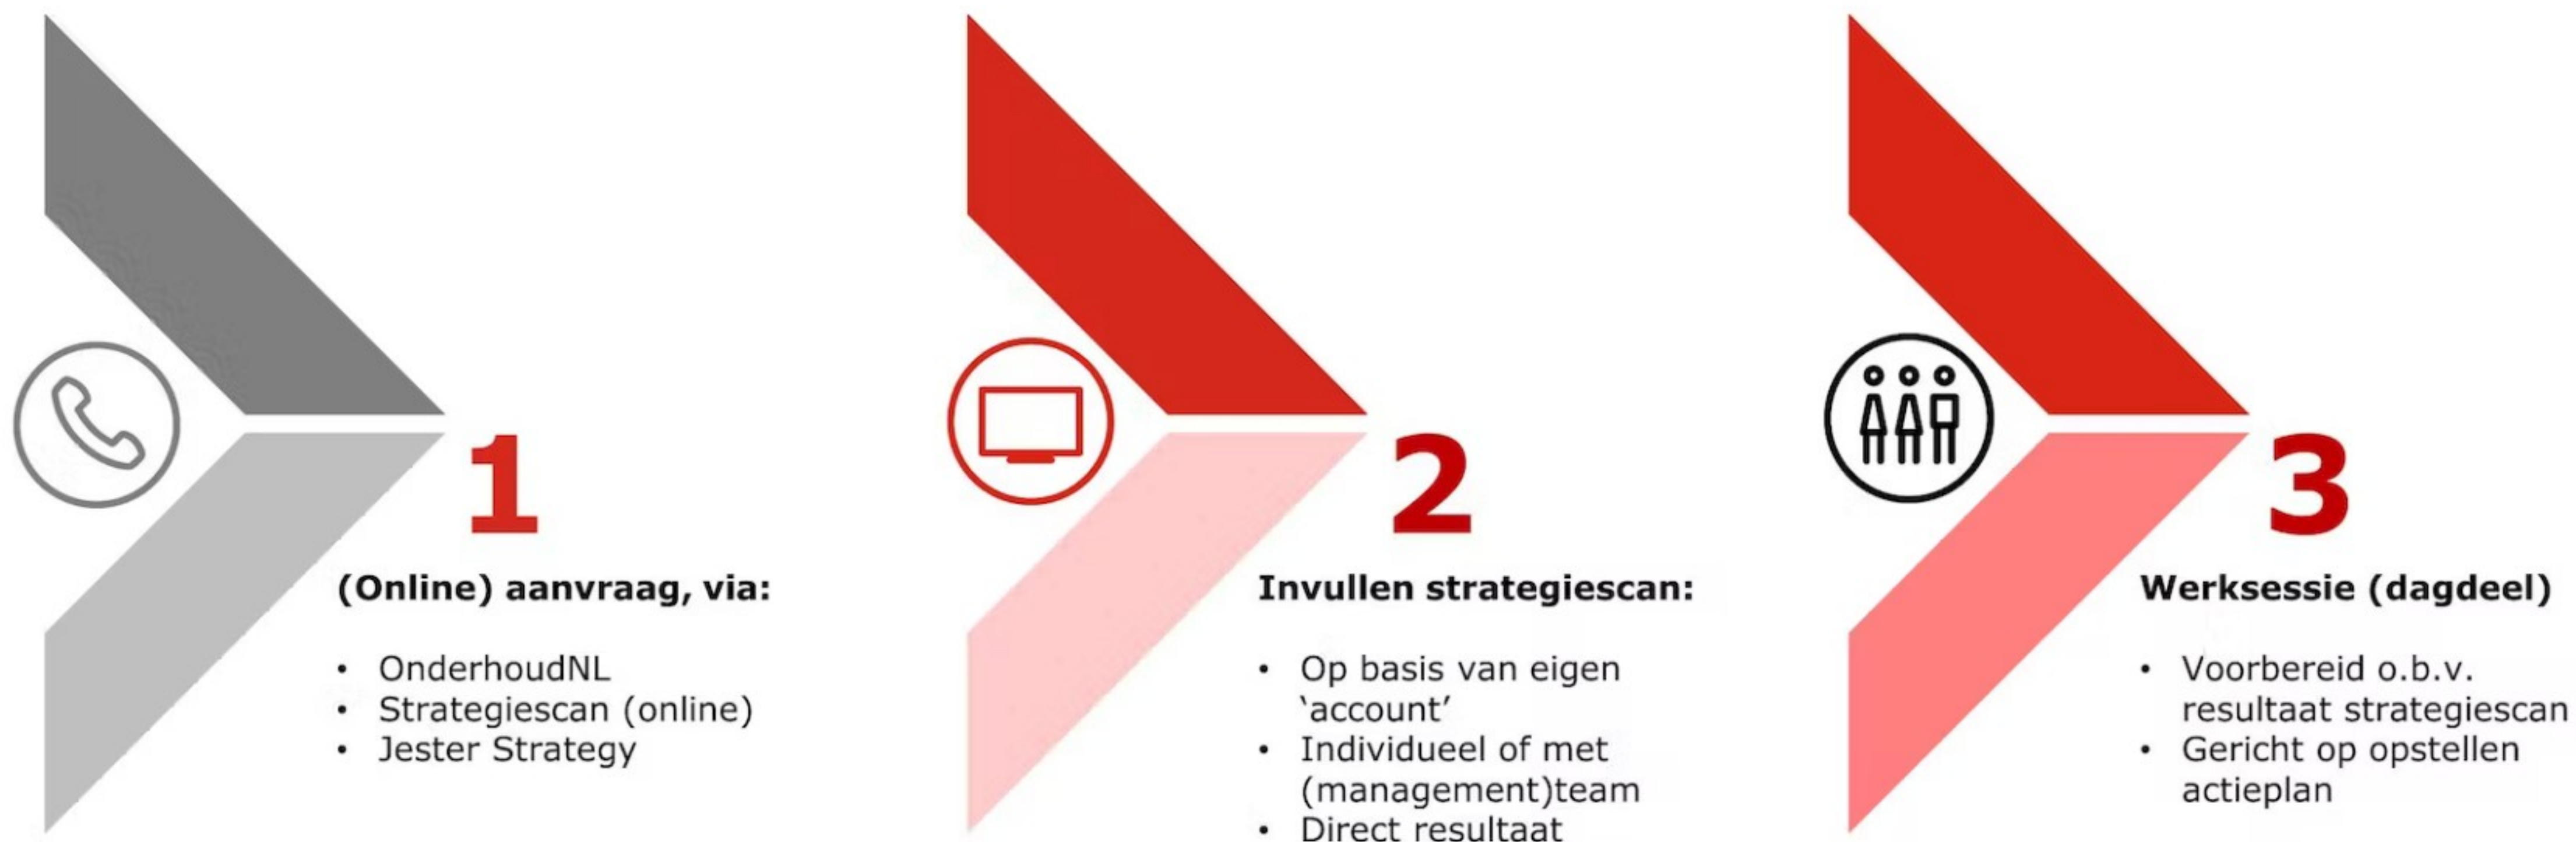 1
(Online) aanvraag, via:
• OnderhoudNL
• Strategiescan (online)
• Jester Strategy
2
Invullen strategiescan:
• Op basis van eigen
‘account’
• Individueel of met
(management)team
• Direct resultaat
3
Werksessie (dagdeel)
• Voorbereid o.b.v.
resultaat strategiescan
• Gericht op opstellen
actieplan